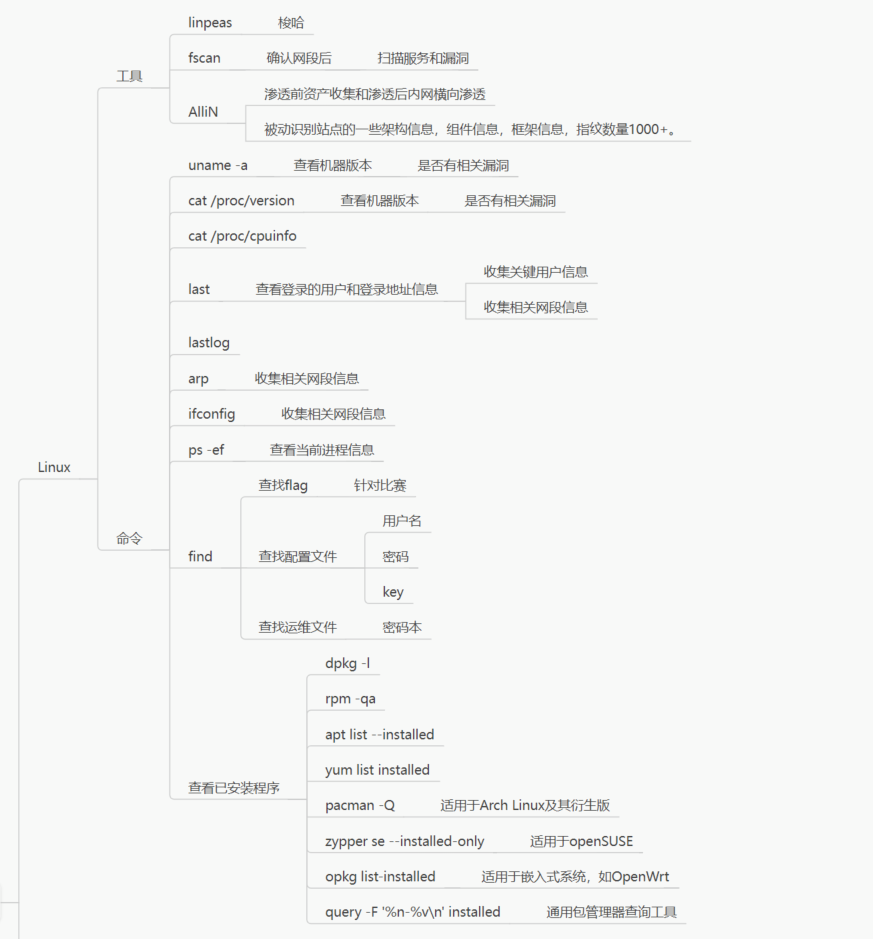 linpeas 梭哈
fscan 确认网段后 扫描服务和漏洞
工具
渗透前资产收集和渗透后内网横向渗透
AlliN
被动识别站点的一些架构信息，组件信息，框架信息，指纹数量1000+。
uname -a 查看机器版本 是否有相关漏洞
cat /proc/version 查看机器版本 是否有相关漏洞
cat /proc/cpuinfo
收集关键用户信息
last 查看登录的用户和登录地址信息
收集相关网段信息
lastlog
arp 收集相关网段信息
ifconfig 收集相关网段信息
ps -ef 查看当前进程信息
Linux
查找flag 针对比赛
用户名
命令
find 查找配置文件 密码
key
查找运维文件 密码本
dpkg -l
rpm -qa
apt list --installed
yum list installed
查看已安装程序
pacman -Q 适用于Arch Linux及其衍生版
zypper se --installed-only 适用于openSUSE
opkg list-installed 适用于嵌入式系统，如OpenWrt
query -F '%n-%v\n' installed 通用包管理器查询工具